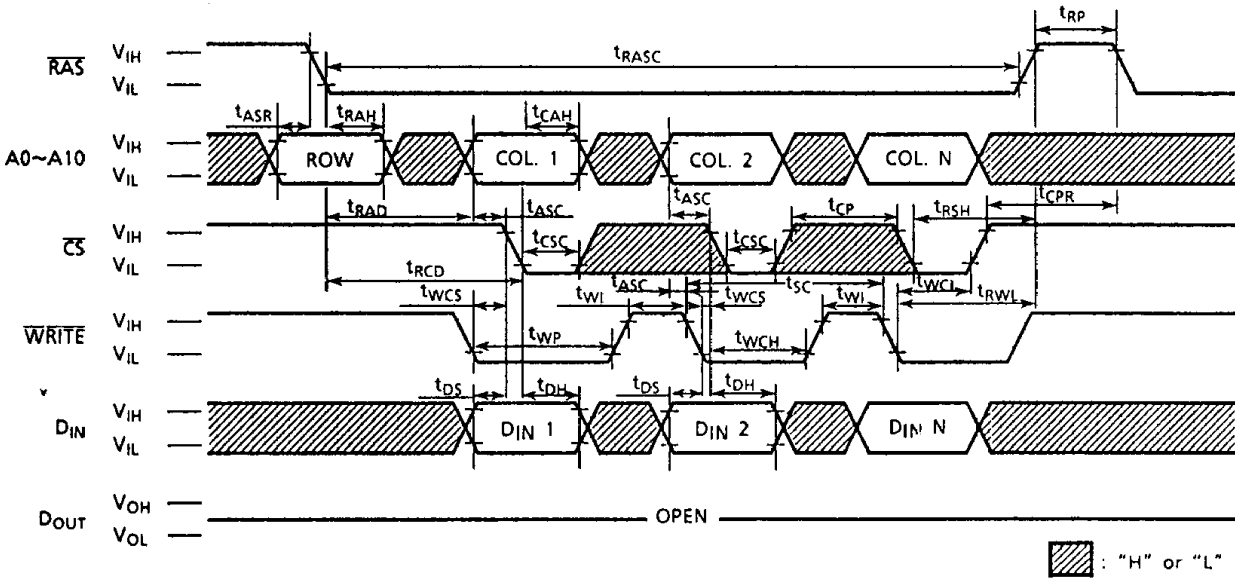 tRP
RAS VIH VIL tRASC
tASR tRAH tCAH
A0~A10 VIH VIL ROW COL. 1 COL. 2 COL. N
tRAD tASC tASC tCP tRSH tCPR
CS VIH VIL tCSC tCSC
tRCD tASC tSC tWCL
tWCS tWI tWCS tWI tRWL
WRITE VIH VIL tWP tWCH
tDS tDH tDS tDH
DIN VIH VIL DIN 1 DIN 2 DIN N
DOUT VOH VOL OPEN
: "H" or "L"